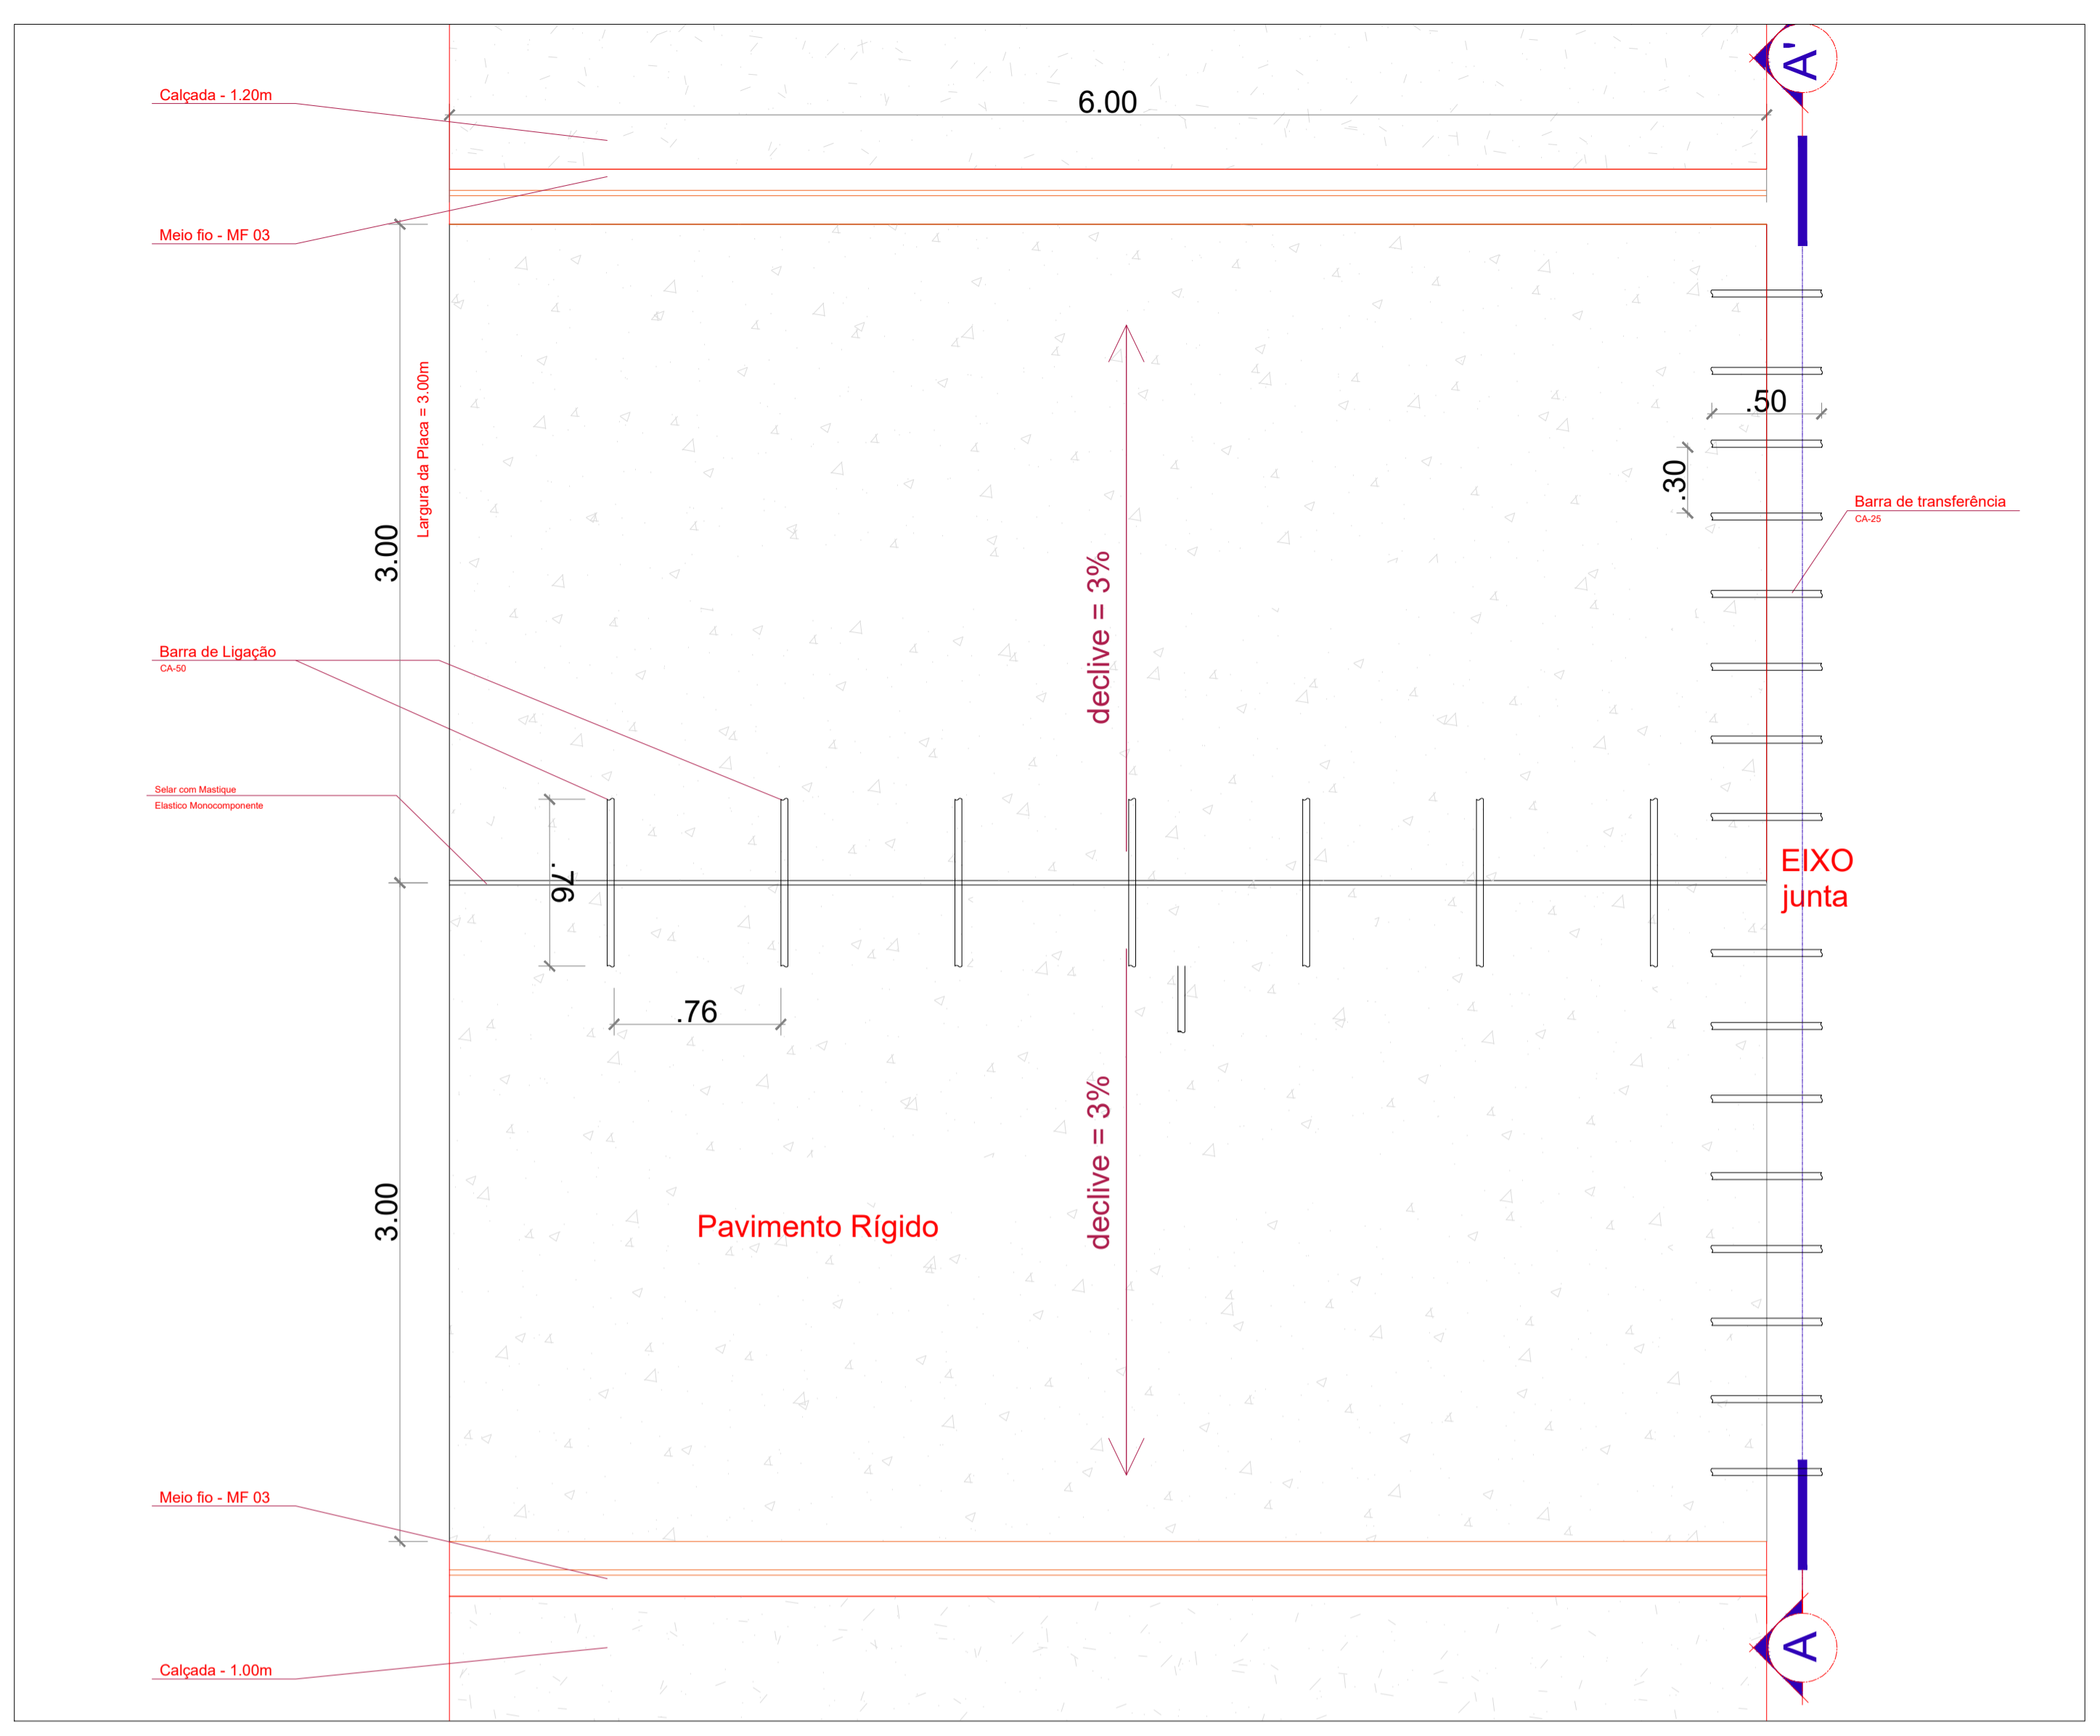 A'
Calçada - 1.20m
6.00
Meio fio - MF 03
Largura da Placa = 3.00m
.50
.30
Barra de transferência
CA-25
3.00
declive = 3%
Barra de Ligação
CA-50
Selar com Mastique
Elastico Monocomponente
.76
EIXO
junta
.76
declive = 3%
3.00
Pavimento Rígido
Meio fio - MF 03
A
Calçada - 1.00m